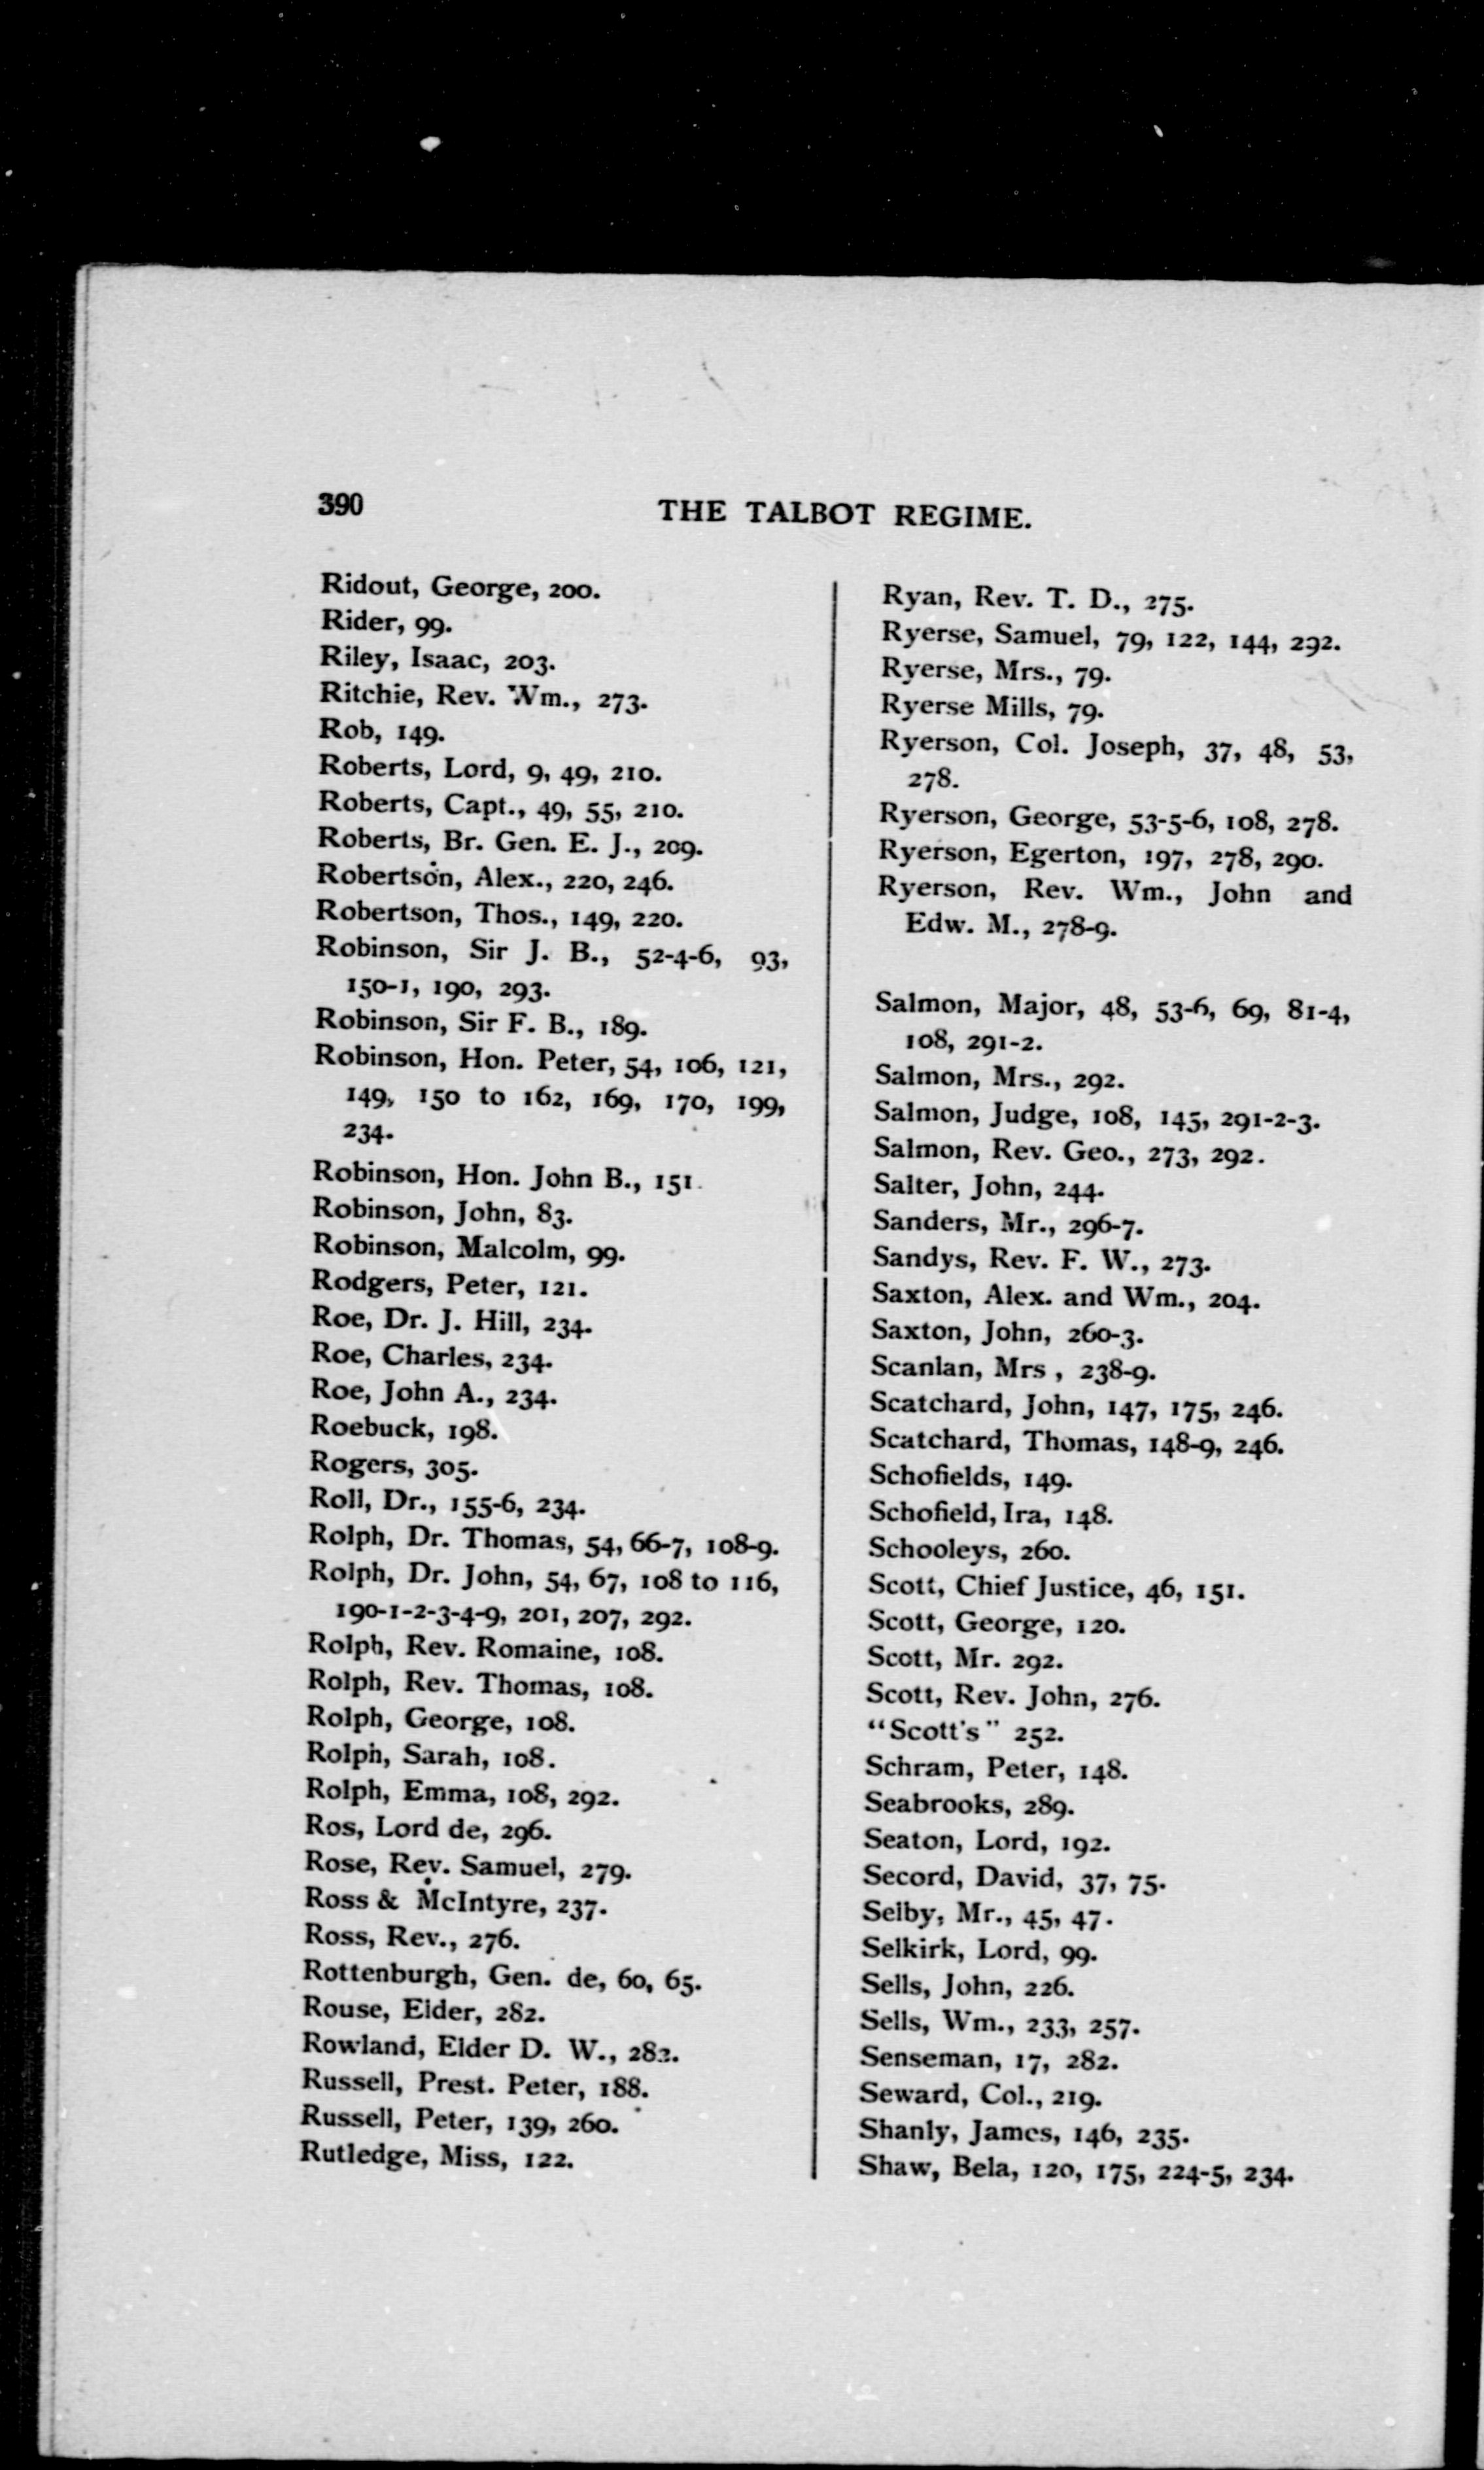 390
THE TALBOT REGIME.
Ridout, George, 200.
Rider, 99.
Riley, Isaac, 203.
Ritchie, Rev. Wm., 273.
Rob, 149.
Roberts, Lord, 9, 49, 210.
Roberts, Capt., 49, 55, 210.
Roberts, Br. Gen. E. J., 209.
Robertson, Alex., 220, 246.
Robertson, Thos., 149, 220.
Robinson, Sir J. B., 52-4-6, 93,
150-1, 190, 293.
Robinson, Sir F. B., 189.
Robinson, Hon. Peter, 54, 106, 121,
149, 150 to 162, 169, 170, 199,
234.
Robinson, Hon. John B., 151.
Robinson, John, 83.
Robinson, Malcolm, 99.
Rodgers, Peter, 121.
Roe, Dr. J. Hill, 234.
Roe, Charles, 234.
Roe, John A., 234.
Roebuck, 198.
Rogers, 305.
Roll, Dr., 155-6, 234.
Rolph, Dr. Thomas, 54, 66-7, 108-9.
Rolph, Dr. John, 54, 67, 108 to 116,
190-1-2-3-4-9, 201, 207, 292.
Rolph, Rev. Romaine, 108.
Rolph, Rev. Thomas, 108.
Rolph, George, 108.
Rolph, Sarah, 108.
Rolph, Emma, 108, 292.
Ros, Lord de, 296.
Rose, Rev. Samuel, 279.
Ross & McIntyre, 237.
Ross, Rev., 276.
Rottenburgh, Gen. de, 60, 65.
Rouse, Elder, 282.
Rowland, Elder D. W., 282.
Russell, Prest. Peter, 188.
Russell, Peter, 139, 260.
Rutledge, Miss, 122.
Ryan, Rev. T. D., 275.
Ryerse, Samuel, 79, 122, 144, 292.
Ryerse, Mrs., 79.
Ryerse Mills, 79.
Ryerson, Col. Joseph, 37, 48, 53,
278.
Ryerson, George, 53-5-6, 108, 278.
Ryerson, Egerton, 197, 278, 290.
Ryerson, Rev. Wm., John and
Edw. M., 278-9.
Salmon, Major, 48, 53-6, 69, 81-4,
108, 291-2.
Salmon, Mrs., 292.
Salmon, Judge, 108, 145, 291-2-3.
Salmon, Rev. Geo., 273, 292.
Salter, John, 244.
Sanders, Mr., 296-7.
Sandys, Rev. F. W., 273.
Saxton, Alex. and Wm., 204.
Saxton, John, 260-3.
Scanlan, Mrs , 238-9.
Scatchard, John, 147, 175, 246.
Scatchard, Thomas, 148-9, 246.
Schofields, 149.
Schofield, Ira, 148.
Schooleys, 260.
Scott, Chief Justice, 46, 151.
Scott, George, 120.
Scott, Mr. 292.
Scott, Rev. John, 276.
"Scott's" 252.
Schram, Peter, 148.
Seabrooks, 289.
Seaton, Lord, 192.
Secord, David, 37, 75.
Selby, Mr., 45, 47.
Selkirk, Lord, 99.
Sells, John, 226.
Sells, Wm., 233, 257.
Senseman, 17, 282.
Seward, Col., 219.
Shanly, James, 146, 235.
Shaw, Bela, 120, 175, 224-5, 234.